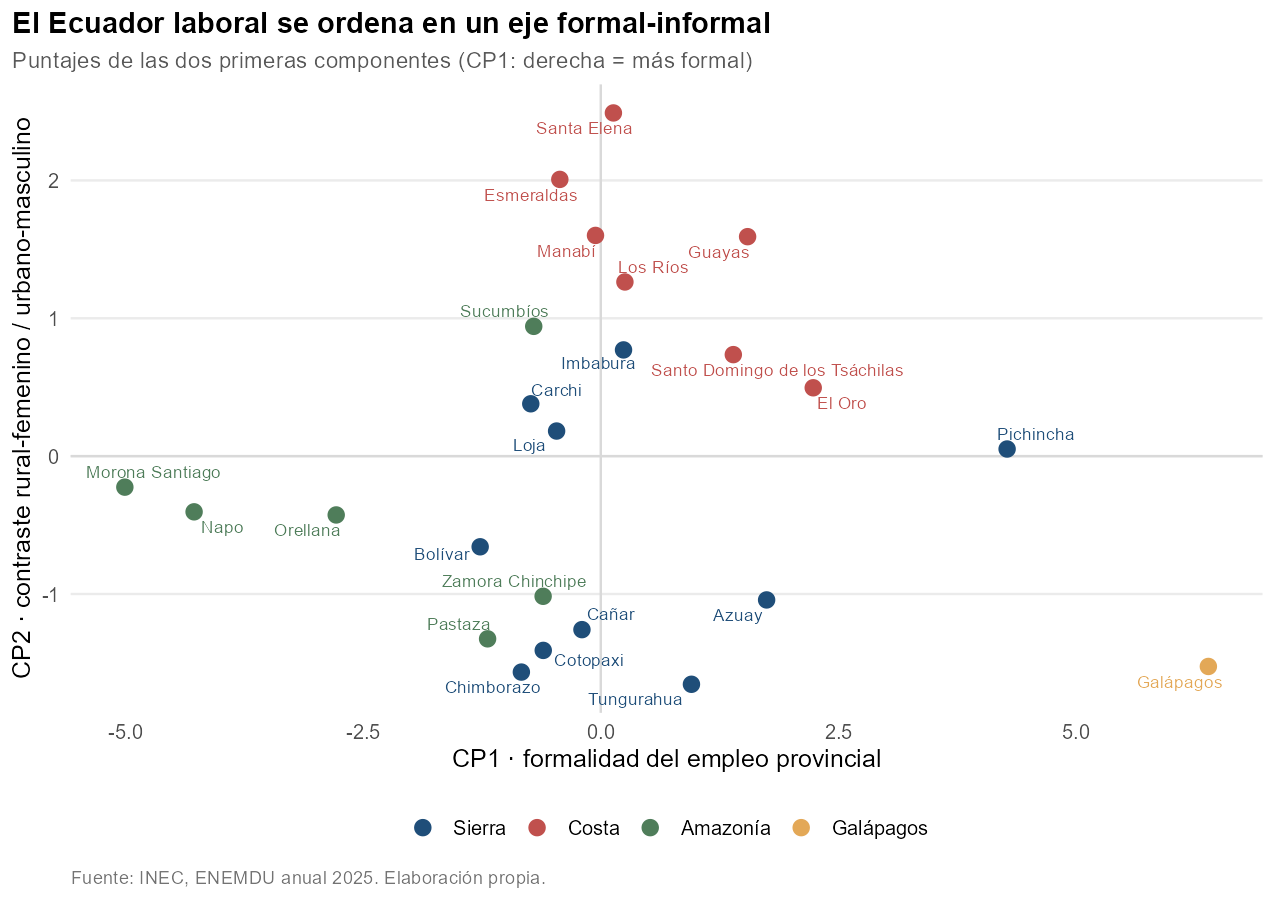 El Ecuador laboral se ordena en un eje formal-informal
Puntajes de las dos primeras componentes (CP1: derecha = más formal)
CP2 · contraste rural-femenino / urbano-masculino
2
1
0
-1
Santa Elena
Esmeraldas
Manabí
Guayas
Los Ríos
Sucumbíos
Imbabura
Santo Domingo de los Tsáchilas
Carchi
El Oro
Loja
Pichincha
Morona Santiago
Napo
Orellana
Bolívar
Zamora Chinchipe
Cañar
Azuay
Pastaza
Cotopaxi
Chimborazo
Tungurahua
Galápagos
-5.0
-2.5
0.0
2.5
5.0
CP1 · formalidad del empleo provincial
Sierra
Costa
Amazonía
Galápagos
Fuente: INEC, ENEMDU anual 2025. Elaboración propia.